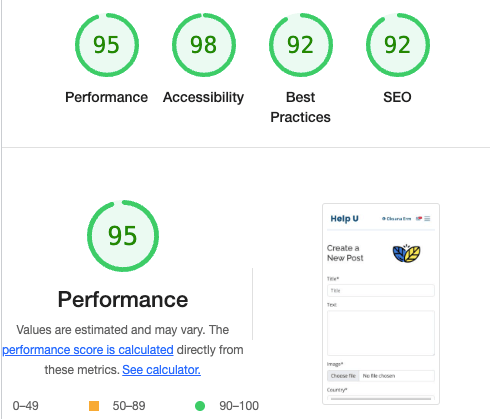 95
98
92
92
Performance
Accessibility
Best
Practices
SEO
95
Performance
Values are estimated and may vary. The
performance score is calculated directly from
these metrics. See calculator.
0–49
50–89
90–100
Help U
Create a
New Post
Title*
Title
Text
Image*
Choose file No file chosen
Country*